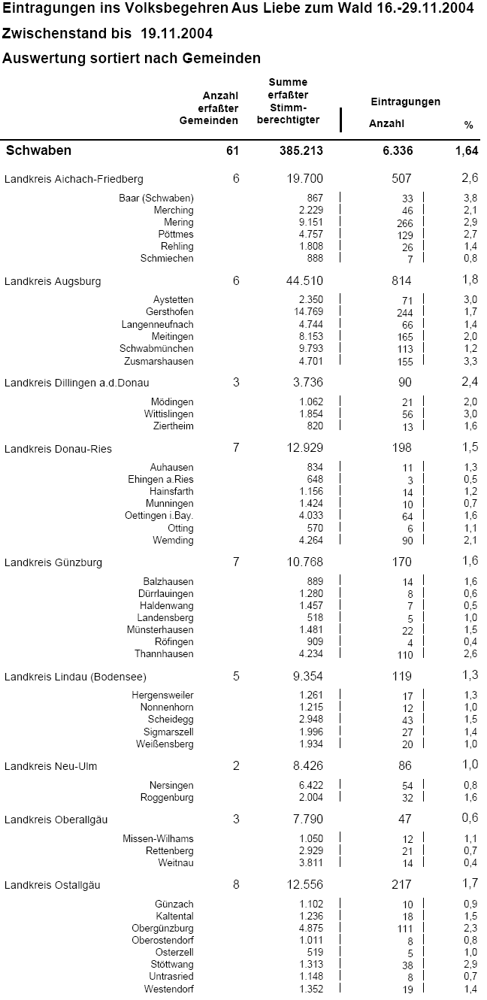 Eintragungen ins Volksbegehren Aus Liebe zum Wald 16.-29.11.2004
Zwischenstand bis 19.11.2004
Auswertung sortiert nach Gemeinden
Anzahl erfaßter Gemeinden Summe erfaßter Stimm-berechtigter Eintragungen Anzahl %
Schwaben 61 385.213 6.336 1,64
Landkreis Aichach-Friedberg 6 19.700 507 2,6
Baar (Schwaben) 867 33 3,8
Merching 2.229 46 2,1
Mering 9.151 266 2,9
Pöttmes 4.757 129 2,7
Rehling 1.808 26 1,4
Schmiechen 888 7 0,8
Landkreis Augsburg 6 44.510 814 1,8
Aystetten 2.350 71 3,0
Gersthofen 14.769 244 1,7
Langenneufnach 4.744 66 1,4
Meitingen 8.153 165 2,0
Schwabmünchen 9.793 113 1,2
Zusmarshausen 4.701 155 3,3
Landkreis Dillingen a.d.Donau 3 3.736 90 2,4
Mödingen 1.062 21 2,0
Wittislingen 1.854 56 3,0
Ziertheim 820 13 1,6
Landkreis Donau-Ries 7 12.929 198 1,5
Auhausen 834 11 1,3
Ehingen a.Ries 648 3 0,5
Hainsfarth 1.156 14 1,2
Munningen 1.424 10 0,7
Oettingen i.Bay. 4.033 64 1,6
Otting 570 6 1,1
Wemding 4.264 90 2,1
Landkreis Günzburg 7 10.768 170 1,6
Balzhausen 889 14 1,6
Dürrlauingen 1.280 8 0,6
Haldenwang 1.457 7 0,5
Landensberg 518 5 1,0
Münsterhausen 1.481 22 1,5
Röfingen 909 4 0,4
Thannhausen 4.234 110 2,6
Landkreis Lindau (Bodensee) 5 9.354 119 1,3
Hergensweiler 1.261 17 1,3
Nonnenhorn 1.215 12 1,0
Scheidegg 2.948 43 1,5
Sigmarszell 1.996 27 1,4
Weißensberg 1.934 20 1,0
Landkreis Neu-Ulm 2 8.426 86 1,0
Nersingen 6.422 54 0,8
Roggenburg 2.004 32 1,6
Landkreis Oberallgäu 3 7.790 47 0,6
Missen-Wilhams 1.050 12 1,1
Rettenberg 2.929 21 0,7
Weitnau 3.811 14 0,4
Landkreis Ostallgäu 8 12.556 217 1,7
Günzach 1.102 10 0,9
Kaltental 1.236 18 1,5
Obergünzburg 4.875 111 2,3
Oberostendorf 1.011 8 0,8
Osterzell 519 5 1,0
Stöttwang 1.313 38 2,9
Untrasried 1.148 8 0,7
Westendorf 1.352 19 1,4